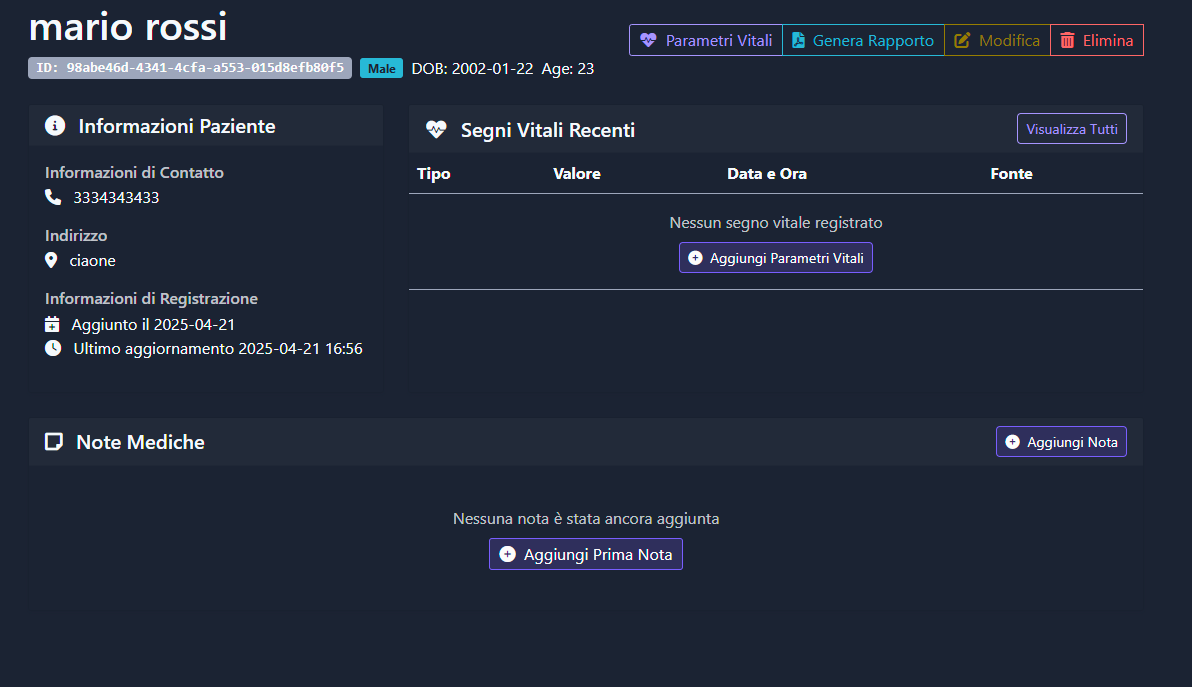 mario rossi
Parametri Vitali Genera Rapporto Modifica Elimina
ID: 98abe46d-4341-4cfa-a553-015d8efb80f5 Male DOB: 2002-01-22 Age: 23
Informazioni Paziente
Informazioni di Contatto
3334343433
Indirizzo
ciaone
Informazioni di Registrazione
Aggiunto il 2025-04-21
Ultimo aggiornamento 2025-04-21 16:56
Segni Vitali Recenti Visualizza Tutti
Tipo Valore Data e Ora Fonte
Nessun segno vitale registrato
Aggiungi Parametri Vitali
Note Mediche Aggiungi Nota
Nessuna nota è stata ancora aggiunta
Aggiungi Prima Nota